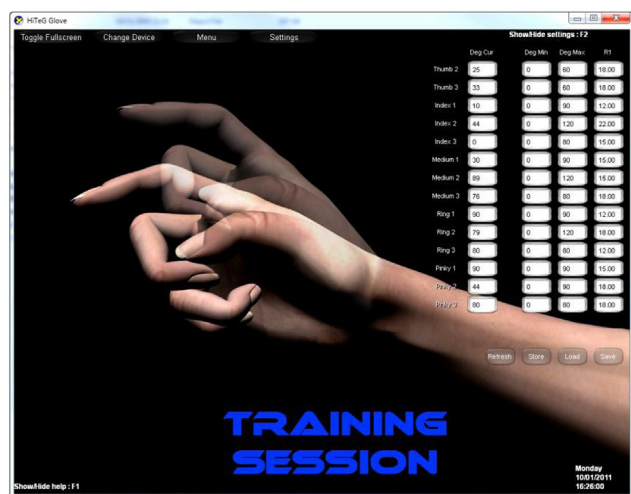 HiTeG Glove
Toggle Fullscreen Change Device Menu Settings
Show/Hide settings : F2
Deg Cur Deg Min Deg Max R1
Thumb 2 25 0 60 18.00
Thumb 3 33 0 60 18.00
Index 1 10 0 90 12.00
Index 2 44 0 120 22.00
Index 3 0 0 80 15.00
Medium 1 30 0 90 15.00
Medium 2 89 0 120 15.00
Medium 3 76 0 80 18.00
Ring 1 90 0 90 12.00
Ring 2 79 0 120 18.00
Ring 3 80 0 80 12.00
Pinky 1 90 0 90 15.00
Pinky 2 44 0 90 18.00
Pinky 3 80 0 80 18.00
Refresh Store Load Save
TRAINING
SESSION
Monday
10/01/2011
16:26:00
Show/Hide help : F1